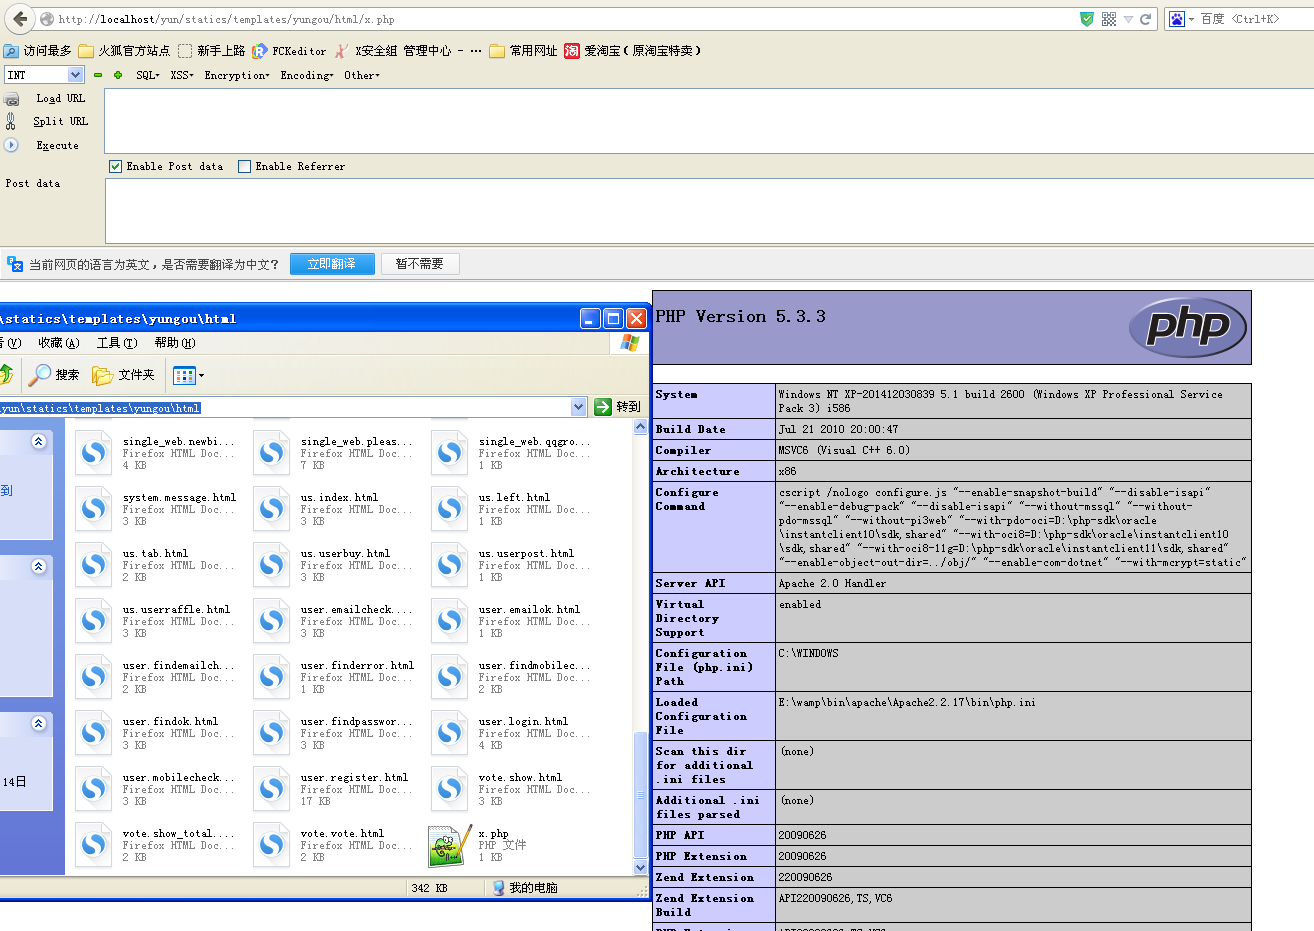 http://localhost/yun/statics/templates/yungou/html/x.php
百度 <Ctrl+K>
访问最多 火狐官方站点 新手上路 FCKeditor X安全组 管理中心 - ... 常用网址 淘 爱淘宝(原淘宝特卖)
INT SQL XSS Encryption Encoding Other
Load URL
Split URL
Execute
Enable Post data Enable Referrer
Post data
当前网页的语言为英文,是否需要翻译为中文? 立即翻译 暂不需要
\statics\templates\yungou\html
(V) 收藏(A) 工具(T) 帮助(H)
搜索 文件夹
yun\statics\templates\yungou\html 转到
single_web.newbi...
Firefox HTML Doc...
4 KB
single_web.pleas...
Firefox HTML Doc...
7 KB
single_web.qqgro...
Firefox HTML Doc...
1 KB
到
system.message.html
Firefox HTML Doc...
3 KB
us.index.html
Firefox HTML Doc...
3 KB
us.left.html
Firefox HTML Doc...
1 KB
us.tab.html
Firefox HTML Doc...
2 KB
us.userbuy.html
Firefox HTML Doc...
3 KB
us.userpost.html
Firefox HTML Doc...
1 KB
us.userraffle.html
Firefox HTML Doc...
3 KB
user.emailcheck....
Firefox HTML Doc...
3 KB
user.emailok.html
Firefox HTML Doc...
1 KB
user.findemailch...
Firefox HTML Doc...
2 KB
user.finderror.html
Firefox HTML Doc...
1 KB
user.findmobilec...
Firefox HTML Doc...
2 KB
user.findok.html
Firefox HTML Doc...
3 KB
user.findpasswor...
Firefox HTML Doc...
3 KB
user.login.html
Firefox HTML Doc...
4 KB
14日
user.mobilecheck...
Firefox HTML Doc...
3 KB
user.register.html
Firefox HTML Doc...
17 KB
vote.show.html
Firefox HTML Doc...
3 KB
vote.show_total....
Firefox HTML Doc...
2 KB
vote.vote.html
Firefox HTML Doc...
2 KB
x.php
PHP 文件
1 KB
342 KB 我的电脑
PHP Version 5.3.3
php
System
Windows NT XP-201412030839 5.1 build 2600 (Windows XP Professional Service
Pack 3) i586
Build Date
Jul 21 2010 20:00:47
Compiler
MSVC6 (Visual C++ 6.0)
Architecture
x86
Configure
Command
cscript /nologo configure.js "--enable-snapshot-build" "--disable-isapi"
"--enable-debug-pack" "--disable-isapi" "--without-mssql" "--without-
pdo-mssql" "--without-pi3web" "--with-pdo-oci=D:\php-sdk\oracle
\instantclient10\sdk,shared" "--with-oci8=D:\php-sdk\oracle\instantclient10
\sdk,shared" "--with-oci8-11g=D:\php-sdk\oracle\instantclient11\sdk,shared"
"--enable-object-out-dir=../obj/" "--enable-com-dotnet" "--with-mcrypt=static"
Server API
Apache 2.0 Handler
Virtual
Directory
Support
enabled
Configuration
File (php.ini)
Path
C:\WINDOWS
Loaded
Configuration
File
E:\wamp\bin\apache\Apache2.2.17\bin\php.ini
Scan this dir
for additional
.ini files
(none)
Additional .ini
files parsed
(none)
PHP API
20090626
PHP Extension
20090626
Zend Extension
220090626
Zend Extension
Build
API220090626,TS,VC6